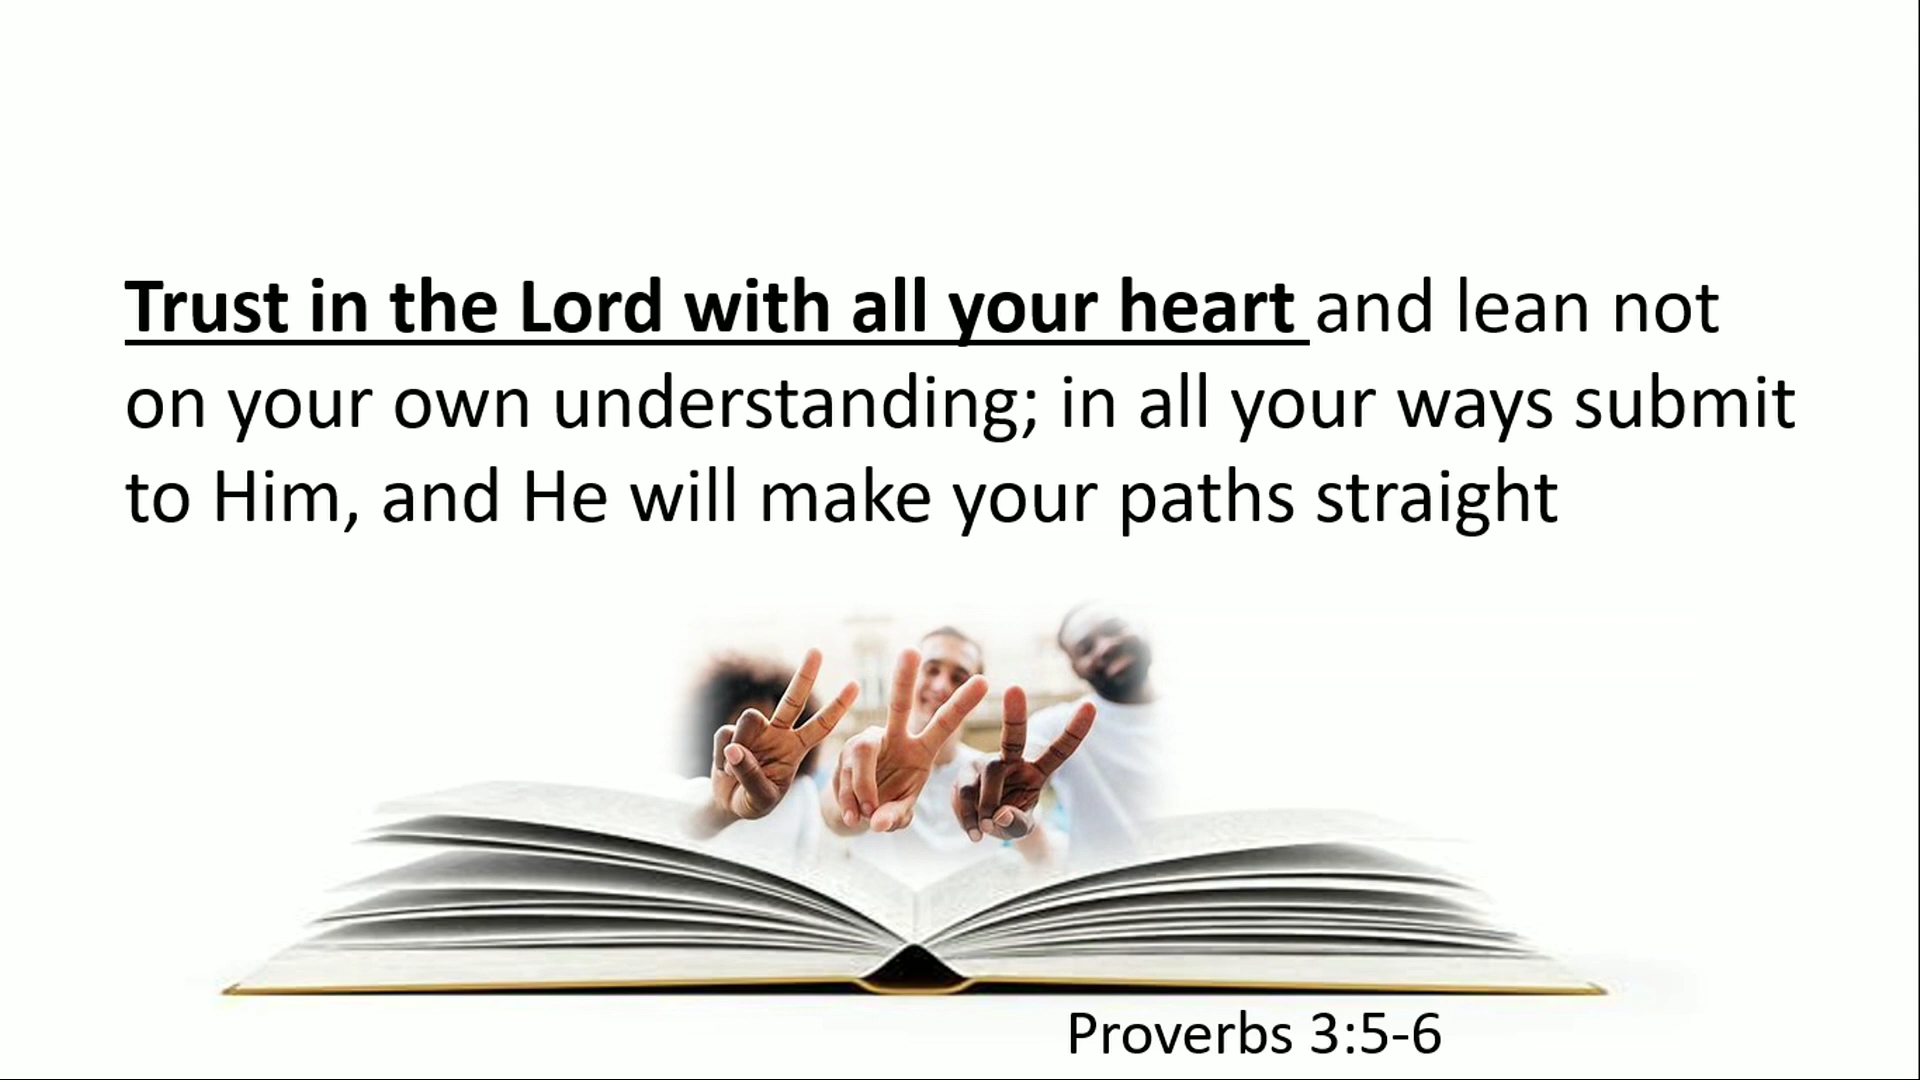 Trust in the Lord with all your heart and lean not
on your own understanding; in all your ways submit
to Him, and He will make your paths straight
Proverbs 3:5-6